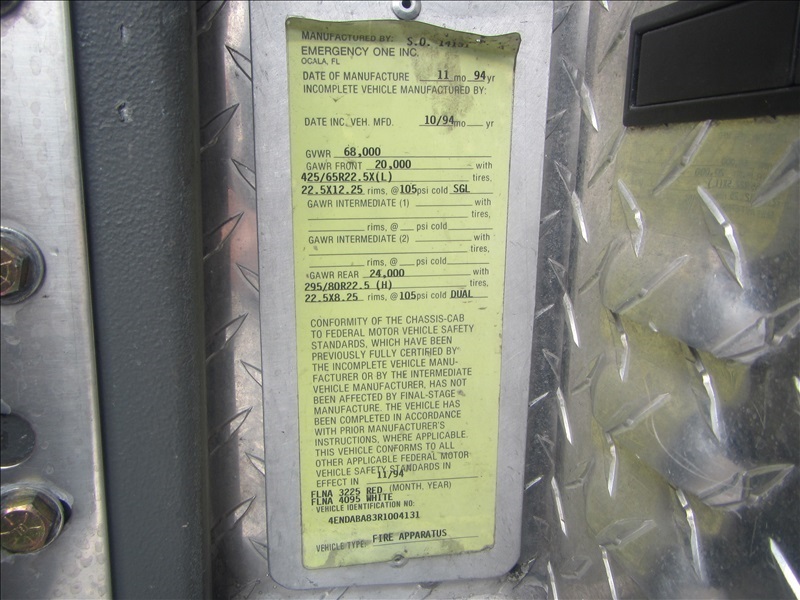 MANUFACTURED BY: S.O.
EMERGENCY ONE INC.
OCALA, FL
DATE OF MANUFACTURE 11 mo 94 yr
INCOMPLETE VEHICLE MANUFACTURED BY:
DATE INC. VEH. MFD. 10/94 mo yr
GVWR 68,000
GAWR FRONT 20,000 with
425/65R22.5X(L) tires,
22.5X12.25 rims, @ 105 psi cold SGL
GAWR INTERMEDIATE (1) with
tires,
rims, @ psi cold
GAWR INTERMEDIATE (2) with
tires,
rims, @ psi cold
GAWR REAR 24,000 with
295/80R22.5 (H) tires,
22.5X8.25 rims, @ 105 psi cold DUAL
CONFORMITY OF THE CHASSIS-CAB
TO FEDERAL MOTOR VEHICLE SAFETY
STANDARDS, WHICH HAVE BEEN
PREVIOUSLY FULLY CERTIFIED BY
THE INCOMPLETE VEHICLE MANU-
FACTURER OR BY THE INTERMEDIATE
VEHICLE MANUFACTURER, HAS NOT
BEEN AFFECTED BY FINAL-STAGE
MANUFACTURE. THE VEHICLE HAS
BEEN COMPLETED IN ACCORDANCE
WITH PRIOR MANUFACTURER'S
INSTRUCTIONS, WHERE APPLICABLE.
THIS VEHICLE CONFORMS TO ALL
OTHER APPLICABLE FEDERAL MOTOR
VEHICLE SAFETY STANDARDS IN
EFFECT IN 11/94
(MONTH, YEAR)
FLNA 3225 RED
FLNA 4095 WHITE
VEHICLE IDENTIFICATION NO:
4ENDABA83R1004131
VEHICLE TYPE: FIRE APPARATUS